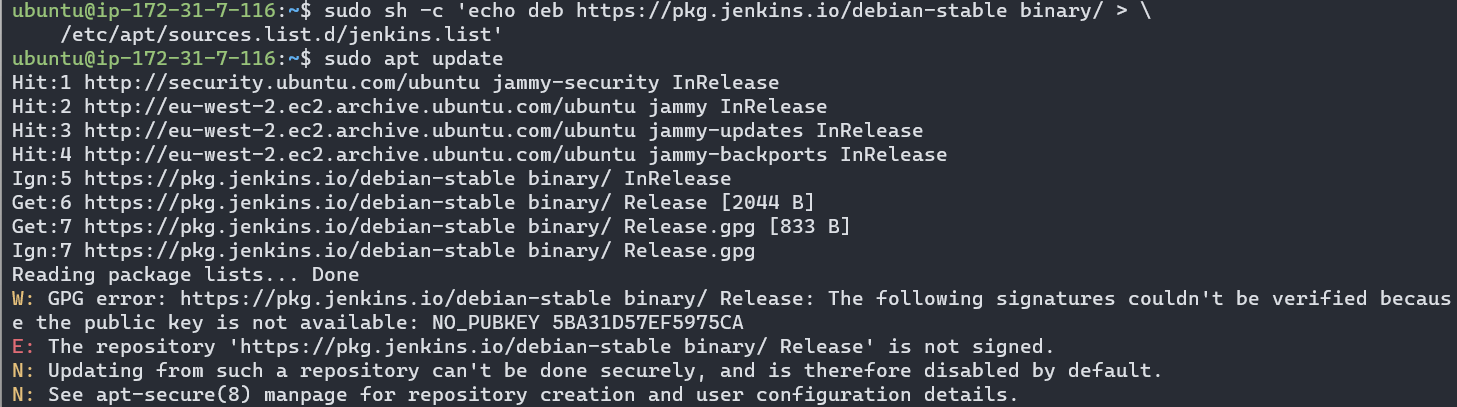 ubuntu@ip-172-31-7-116:~$ sudo sh -c 'echo deb https://pkg.jenkins.io/debian-stable binary/ > \
    /etc/apt/sources.list.d/jenkins.list'
ubuntu@ip-172-31-7-116:~$ sudo apt update
Hit:1 http://security.ubuntu.com/ubuntu jammy-security InRelease
Hit:2 http://eu-west-2.ec2.archive.ubuntu.com/ubuntu jammy InRelease
Hit:3 http://eu-west-2.ec2.archive.ubuntu.com/ubuntu jammy-updates InRelease
Hit:4 http://eu-west-2.ec2.archive.ubuntu.com/ubuntu jammy-backports InRelease
Ign:5 https://pkg.jenkins.io/debian-stable binary/ InRelease
Get:6 https://pkg.jenkins.io/debian-stable binary/ Release [2044 B]
Get:7 https://pkg.jenkins.io/debian-stable binary/ Release.gpg [833 B]
Ign:7 https://pkg.jenkins.io/debian-stable binary/ Release.gpg
Reading package lists... Done
W: GPG error: https://pkg.jenkins.io/debian-stable binary/ Release: The following signatures couldn't be verified becaus
e the public key is not available: NO_PUBKEY 5BA31D57EF5975CA
E: The repository 'https://pkg.jenkins.io/debian-stable binary/ Release' is not signed.
N: Updating from such a repository can't be done securely, and is therefore disabled by default.
N: See apt-secure(8) manpage for repository creation and user configuration details.